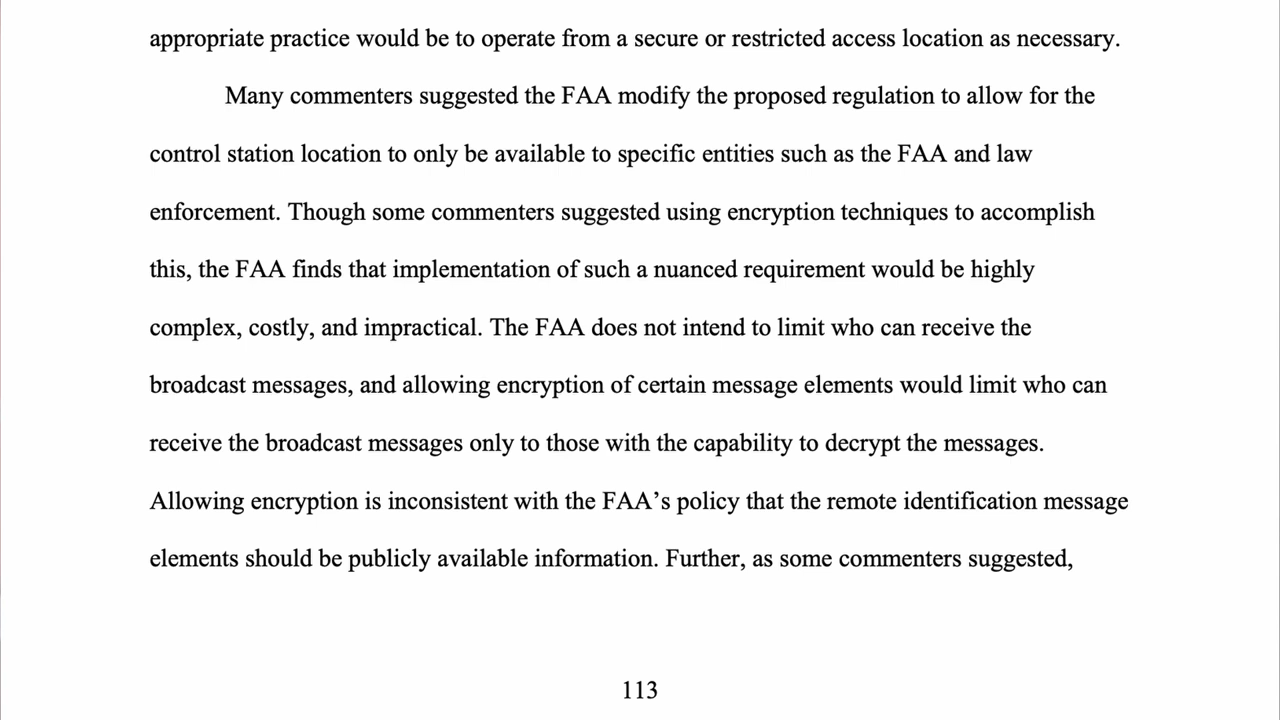 appropriate practice would be to operate from a secure or restricted access location as necessary.
Many commenters suggested the FAA modify the proposed regulation to allow for the
control station location to only be available to specific entities such as the FAA and law
enforcement. Though some commenters suggested using encryption techniques to accomplish
this, the FAA finds that implementation of such a nuanced requirement would be highly
complex, costly, and impractical. The FAA does not intend to limit who can receive the
broadcast messages, and allowing encryption of certain message elements would limit who can
receive the broadcast messages only to those with the capability to decrypt the messages.
Allowing encryption is inconsistent with the FAA’s policy that the remote identification message
elements should be publicly available information. Further, as some commenters suggested,
113